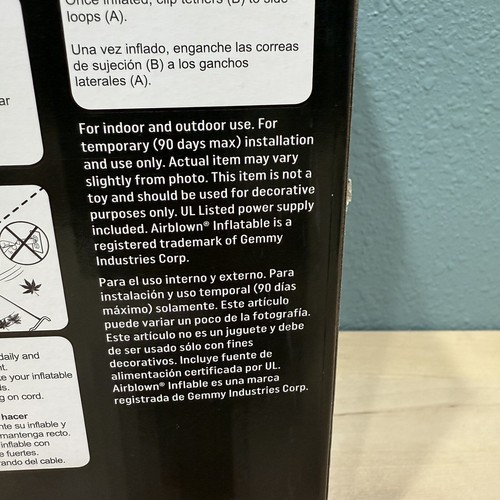 Once inflated, clip tethers (B) to side
loops (A).
Una vez inflado, enganche las correas
de sujeción (B) a los ganchos
laterales (A).
For indoor and outdoor use. For
temporary (90 days max) installation
and use only. Actual item may vary
slightly from photo. This item is not a
toy and should be used for decorative
purposes only. UL Listed power supply
included. Airblown® Inflatable is a
registered trademark of Gemmy
Industries Corp.
Para el uso interno y externo. Para
instalación y uso temporal (90 días
máximo) solamente. Este artículo
puede variar un poco de la fotografía.
Este artículo no es un juguete y debe
de ser usado sólo con fines
decorativos. Incluye fuente de
alimentación certificada por UL.
Airblown® Inflable es una marca
registrada de Gemmy Industries Corp.
ar
daily and
t.
e your inflatable
ls.
g on cord.
hacer
nte su inflable y
mantenga recto.
inflable con
e fuertes.
ando del cable.